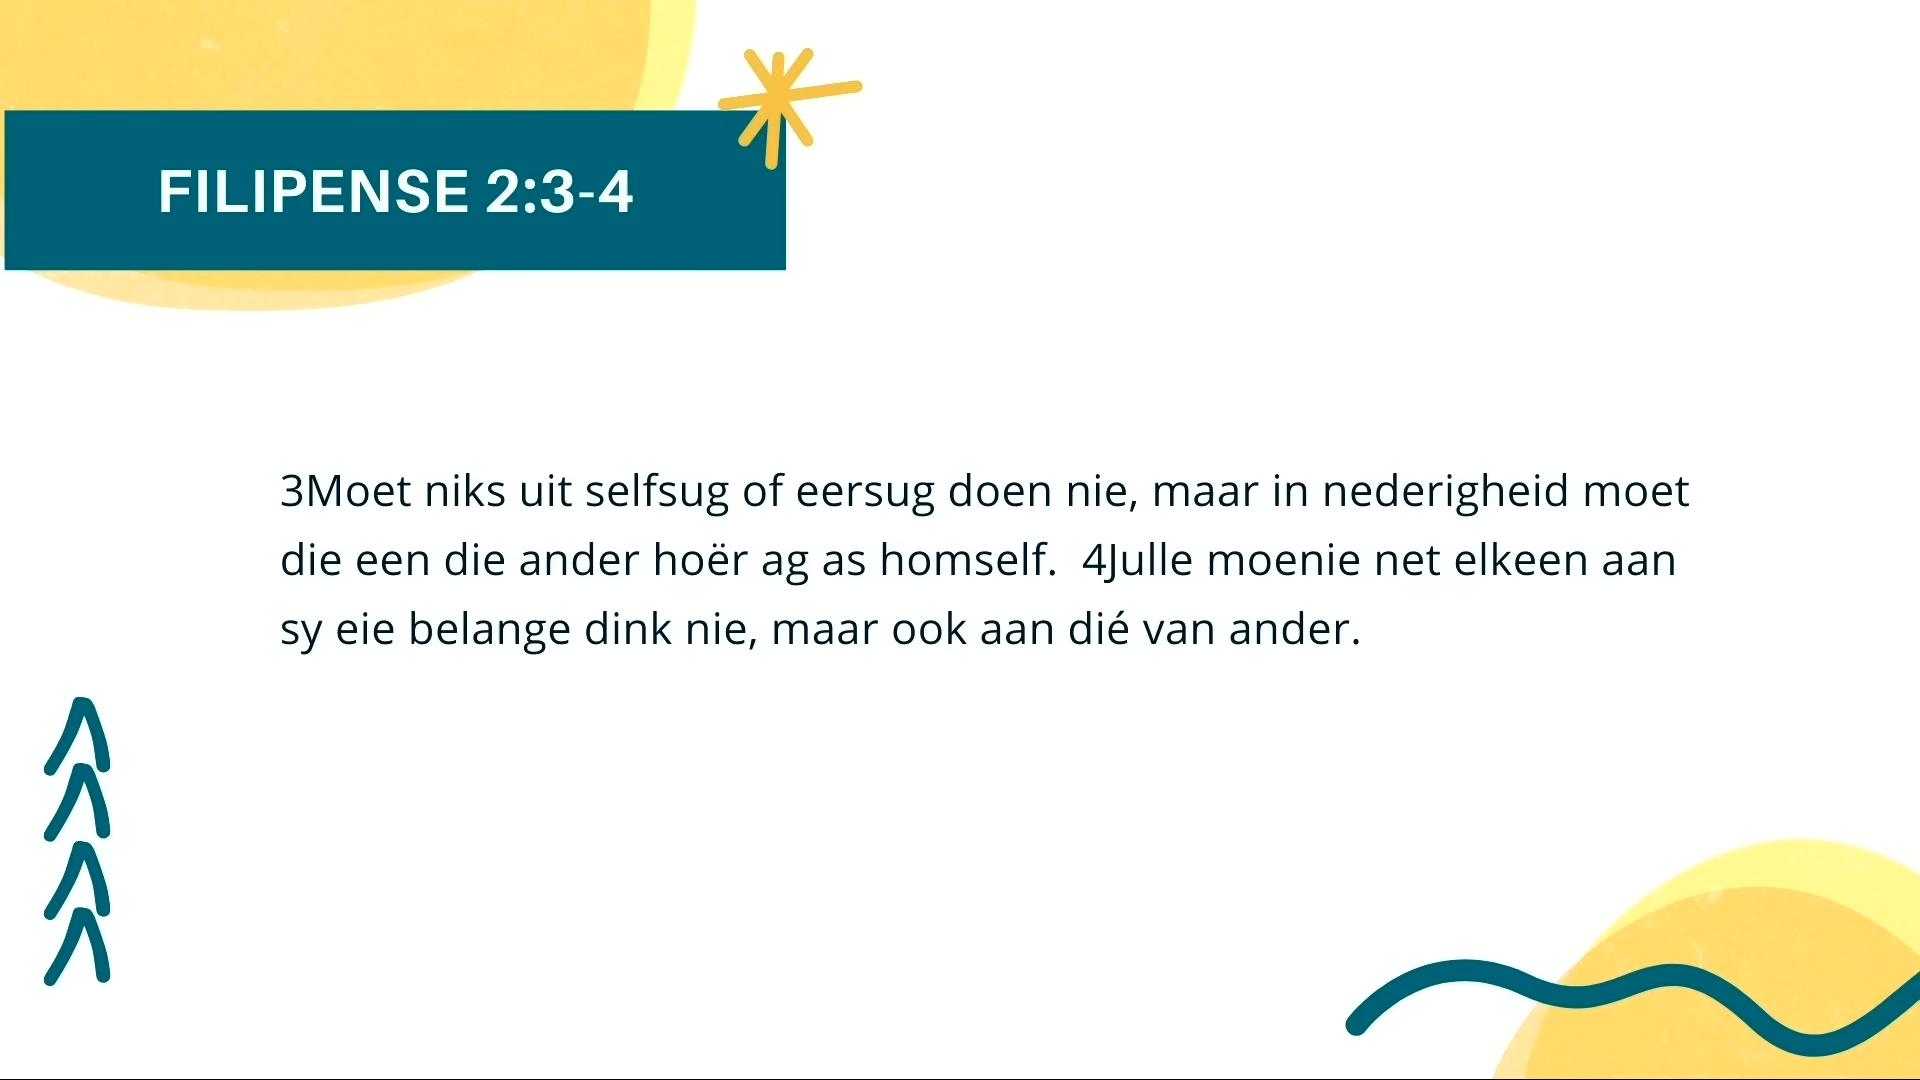 FILIPENSE 2:3-4
3Moet niks uit selfsug of eersug doen nie, maar in nederigheid moet
die een die ander hoër ag as homself.  4Julle moenie net elkeen aan
sy eie belange dink nie, maar ook aan dié van ander.